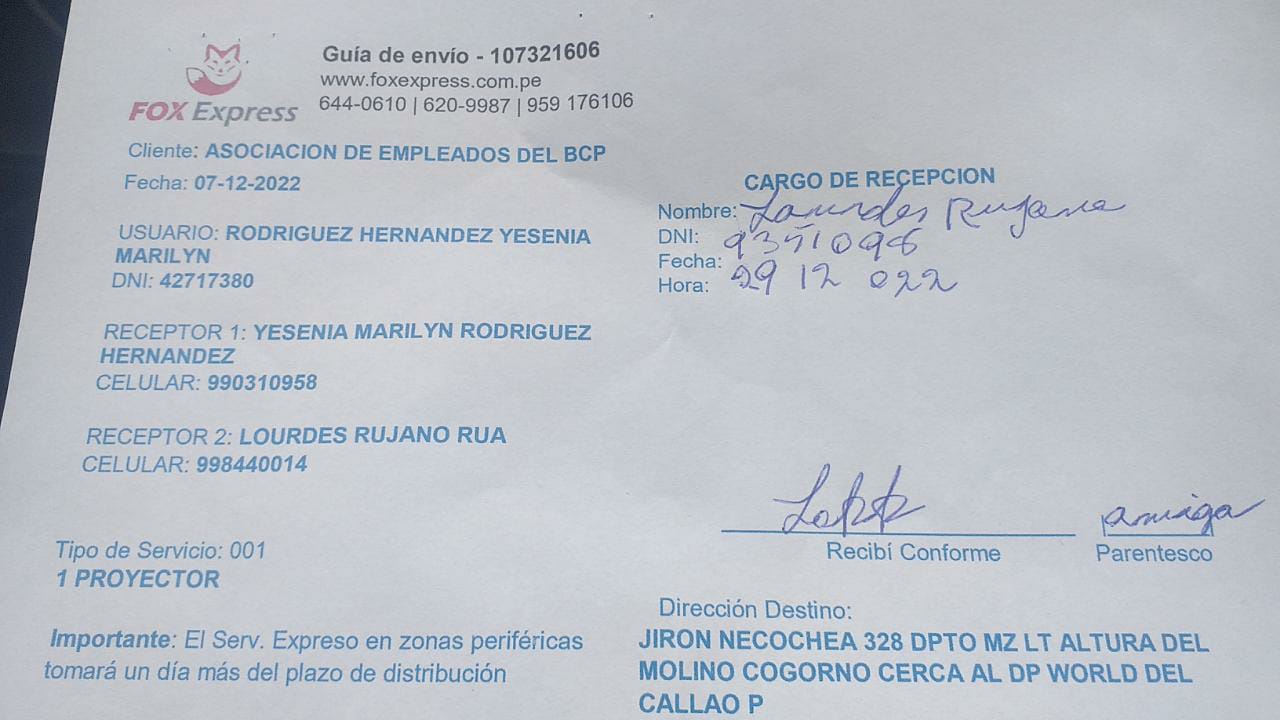 FOX Express
Guía de envío - 107321606
www.foxexpress.com.pe
644-0610 | 620-9987 | 959 176106
Cliente: ASOCIACION DE EMPLEADOS DEL BCP
Fecha: 07-12-2022
USUARIO: RODRIGUEZ HERNANDEZ YESENIA
MARILYN
DNI: 42717380
RECEPTOR 1: YESENIA MARILYN RODRIGUEZ
HERNANDEZ
CELULAR: 990310958
RECEPTOR 2: LOURDES RUJANO RUA
CELULAR: 998440014
Tipo de Servicio: 001
1 PROYECTOR
Importante: El Serv. Expreso en zonas periféricas
tomará un día más del plazo de distribución
CARGO DE RECEPCION
Nombre: Lourdes Rujano
DNI:
Fecha: 29 12 022
Hora:
Recibí Conforme
amiga
Parentesco
Dirección Destino:
JIRON NECOCHEA 328 DPTO MZ LT ALTURA DEL
MOLINO COGORNO CERCA AL DP WORLD DEL
CALLAO P